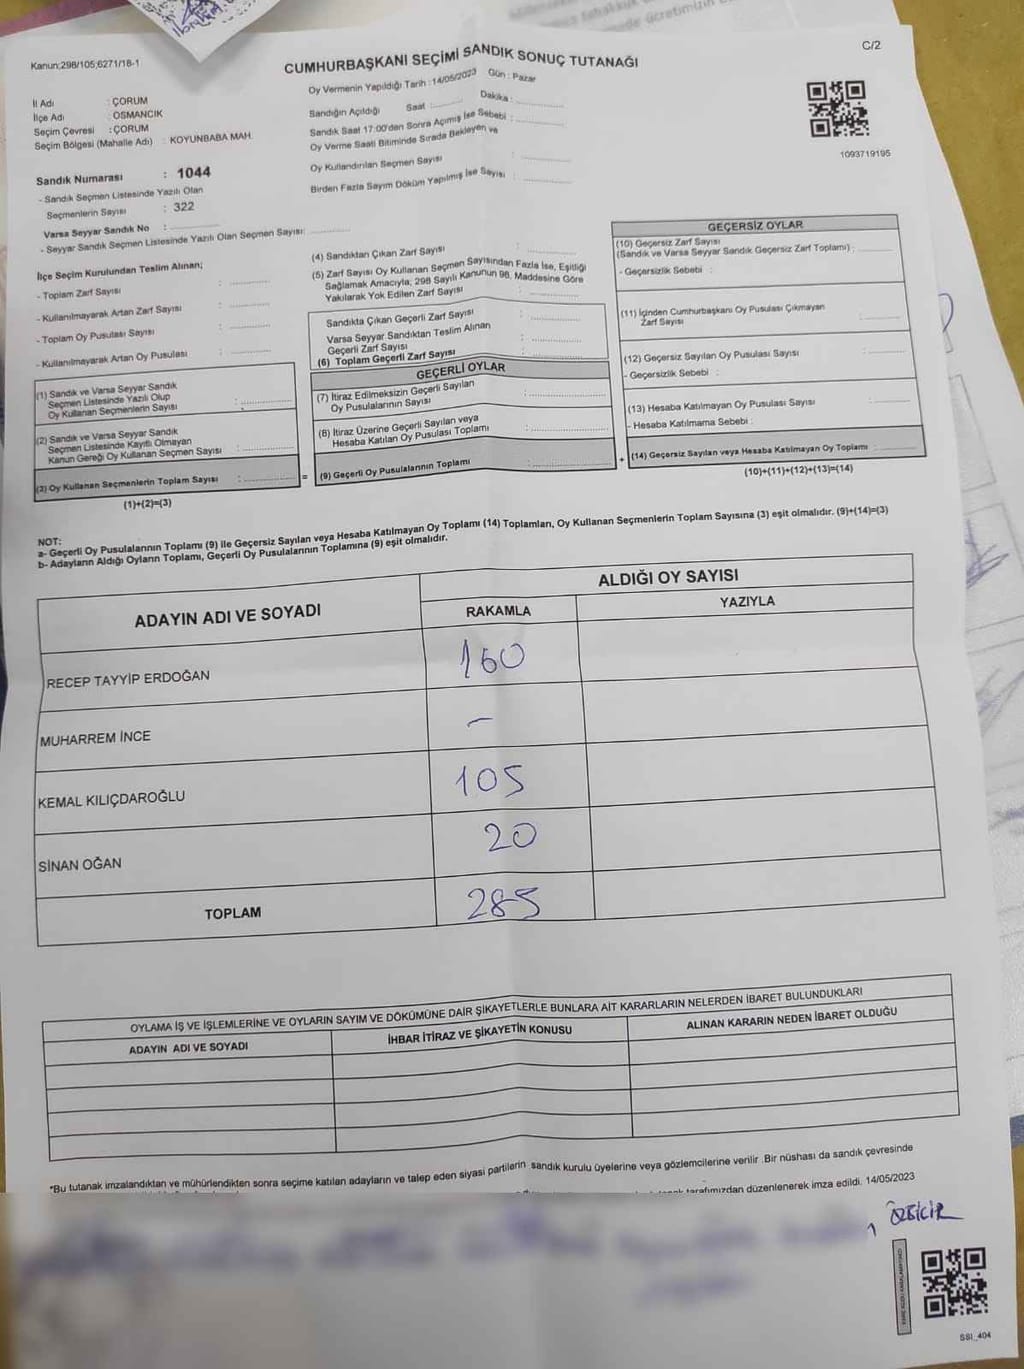 Kanun:298/105;6271/18-1
C/2
CUMHURBAŞKANI SEÇİMİ SANDIK SONUÇ TUTANAĞI
Oy Vermenin Yapıldığı Tarih :14/05/2023 Gün : Pazar
İl Adı : ÇORUM
İlçe Adı : OSMANCIK
Seçim Çevresi : ÇORUM
Seçim Bölgesi (Mahalle Adı) : KOYUNBABA MAH.
Sandığın Açıldığı Saat : Dakika :
Sandık Saat 17:00'den Sonra Açımış İse Sebebi :
Oy Verme Saati Bitiminde Sırada Bekleyen ve
Oy Kullandırılan Seçmen Sayısı :
Birden Fazla Sayım Döküm Yapılmış İse Sayısı :
1093719195
Sandık Numarası : 1044
- Sandık Seçmen Listesinde Yazılı Olan
Seçmenlerin Sayısı : 322
Varsa Seyyar Sandık No :
- Seyyar Sandık Seçmen Listesinde Yazılı Olan Seçmen Sayısı:
İlçe Seçim Kurulundan Teslim Alınan;
- Toplam Zarf Sayısı :
- Kullanılmayarak Artan Zarf Sayısı :
- Toplam Oy Pusulası Sayısı :
- Kullanılmayarak Artan Oy Pusulası :
(1) Sandık ve Varsa Seyyar Sandık
Seçmen Listesinde Yazılı Olup
Oy Kullanan Seçmenlerin Sayısı :
(2) Sandık ve Varsa Seyyar Sandık
Seçmen Listesinde Kayıtlı Olmayan
Kanun Gereği Oy Kullanan Seçmen Sayısı :
(3) Oy Kullanan Seçmenlerin Toplam Sayısı :
(1)+(2)=(3)
(4) Sandıktan Çıkan Zarf Sayısı :
(5) Zarf Sayısı Oy Kullanan Seçmen Sayısından Fazla İse, Eşitliği
Sağlamak Amacıyla; 298 Sayılı Kanunun 98. Maddesine Göre
Yakılarak Yok Edilen Zarf Sayısı :
Sandıkta Çıkan Geçerli Zarf Sayısı :
Varsa Seyyar Sandıktan Teslim Alınan
Geçerli Zarf Sayısı :
(6) Toplam Geçerli Zarf Sayısı :
GEÇERLİ OYLAR
(7) İtiraz Edilmeksizin Geçerli Sayılan
Oy Pusulalarının Sayısı :
(8) İtiraz Üzerine Geçerli Sayılan veya
Hesaba Katılan Oy Pusulası Toplamı :
= (9) Geçerli Oy Pusulalarının Toplamı :
GEÇERSİZ OYLAR
(10) Geçersiz Zarf Sayısı
(Sandık ve Varsa Seyyar Sandık Geçersiz Zarf Toplamı) :
- Geçersizlik Sebebi :
(11) İçinden Cumhurbaşkanı Oy Pusulası Çıkmayan
Zarf Sayısı :
(12) Geçersiz Sayılan Oy Pusulası Sayısı :
- Geçersizlik Sebebi :
(13) Hesaba Katılmayan Oy Pusulası Sayısı :
- Hesaba Katılmama Sebebi :
+ (14) Geçersiz Sayılan veya Hesaba Katılmayan Oy Toplamı :
(10)+(11)+(12)+(13)=(14)
NOT:
a- Geçerli Oy Pusulalarının Toplamı (9) ile Geçersiz Sayılan veya Hesaba Katılmayan Oy Toplamı (14) Toplamları, Oy Kullanan Seçmenlerin Toplam Sayısına (3) eşit olmalıdır. (9)+(14)=(3)
b- Adayların Aldığı Oyların Toplamı, Geçerli Oy Pusulalarının Toplamına (9) eşit olmalıdır.
ADAYIN ADI VE SOYADI
ALDIĞI OY SAYISI
RAKAMLA
YAZIYLA
RECEP TAYYİP ERDOĞAN 160
MUHARREM İNCE -
KEMAL KILIÇDAROĞLU 105
SİNAN OĞAN 20
TOPLAM 285
OYLAMA İŞ VE İŞLEMLERİNE VE OYLARIN SAYIM VE DÖKÜMÜNE DAİR ŞİKAYETLERLE BUNLARA AİT KARARLARIN NELERDEN İBARET BULUNDUKLARI
ADAYIN ADI VE SOYADI
İHBAR İTİRAZ VE ŞİKAYETİN KONUSU
ALINAN KARARIN NEDEN İBARET OLDUĞU
*Bu tutanak imzalandıktan ve mühürlendikten sonra seçime katılan adayların ve talep eden siyasi partilerin sandık kurulu üyelerine veya gözlemcilerine verilir .Bir nüshası da sandık çevresinde
tarafımızdan düzenlenerek imza edildi. 14/05/2023
SSI_404